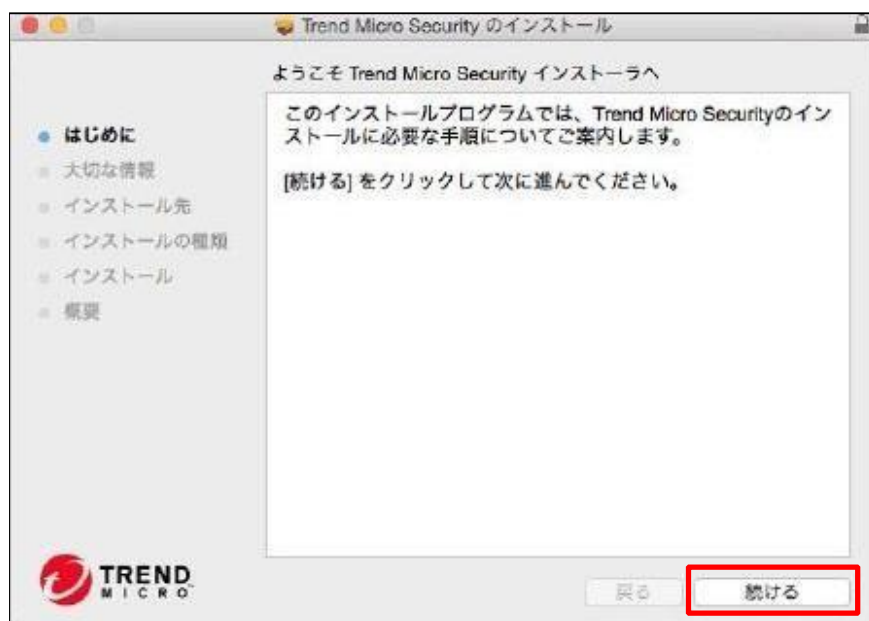 Trend Micro Security のインストール
ようこそ Trend Micro Security インストーラへ
はじめに
大切な情報
インストール先
インストールの種類
インストール
概要
このインストールプログラムでは、Trend Micro Securityのイン
ストールに必要な手順についてご案内します。
[続ける] をクリックして次に進んでください。
TREND
MICRO
戻る
続ける